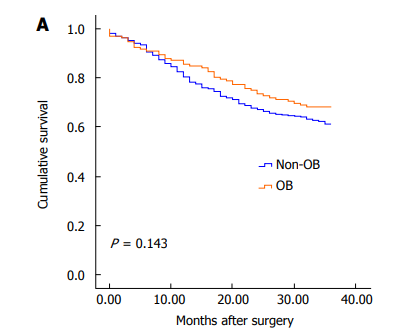 A
1.0
0.8
0.6
0.4
0.2
0.0
Cumulative survival
Non-OB
OB
P = 0.143
0.00 10.00 20.00 30.00 40.00
Months after surgery